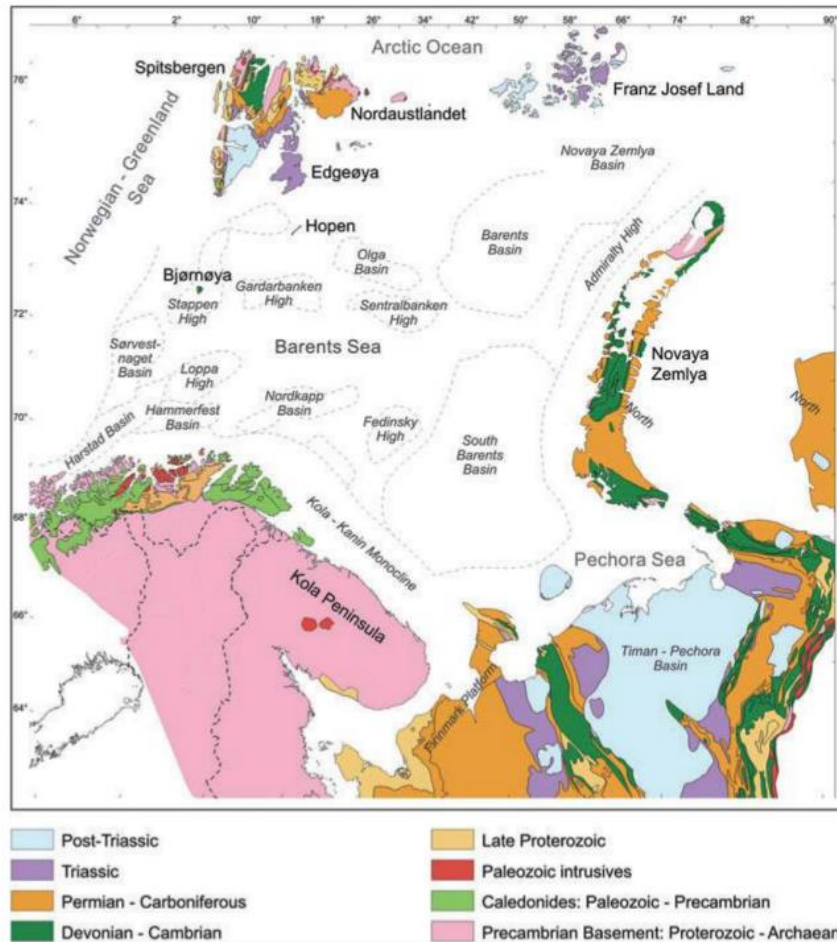 6° 2° 10° 18° 26° 34° 42° 50° 58° 66° 74° 82° 90°
Arctic Ocean
76°
Spitsbergen
Franz Josef Land
Nordaustlandet
Novaya Zemlya
Basin
Norwegian - Greenland
Sea
Edgeøya
74°
Hopen
Barents
Basin
Admiralty High
Olga
Basin
Bjørnøya
Stappen
High
Gardarbanken
High
Sentralbanken
High
72°
Sørvest-
naget
Basin
Barents Sea
Novaya
Zemlya
Loppa
High
North
North
70°
Harstad Basin
Hammerfest
Basin
Nordkapp
Basin
Fedinsky
High
South
Barents
Basin
68°
Kola - Kanin Monocline
Pechora Sea
66°
Kola Peninsula
Timan - Pechora
Basin
64°
Finnmark Platform
Post-Triassic
Triassic
Permian - Carboniferous
Devonian - Cambrian
Late Proterozoic
Paleozoic intrusives
Caledonides: Paleozoic - Precambrian
Precambrian Basement: Proterozoic - Archaean